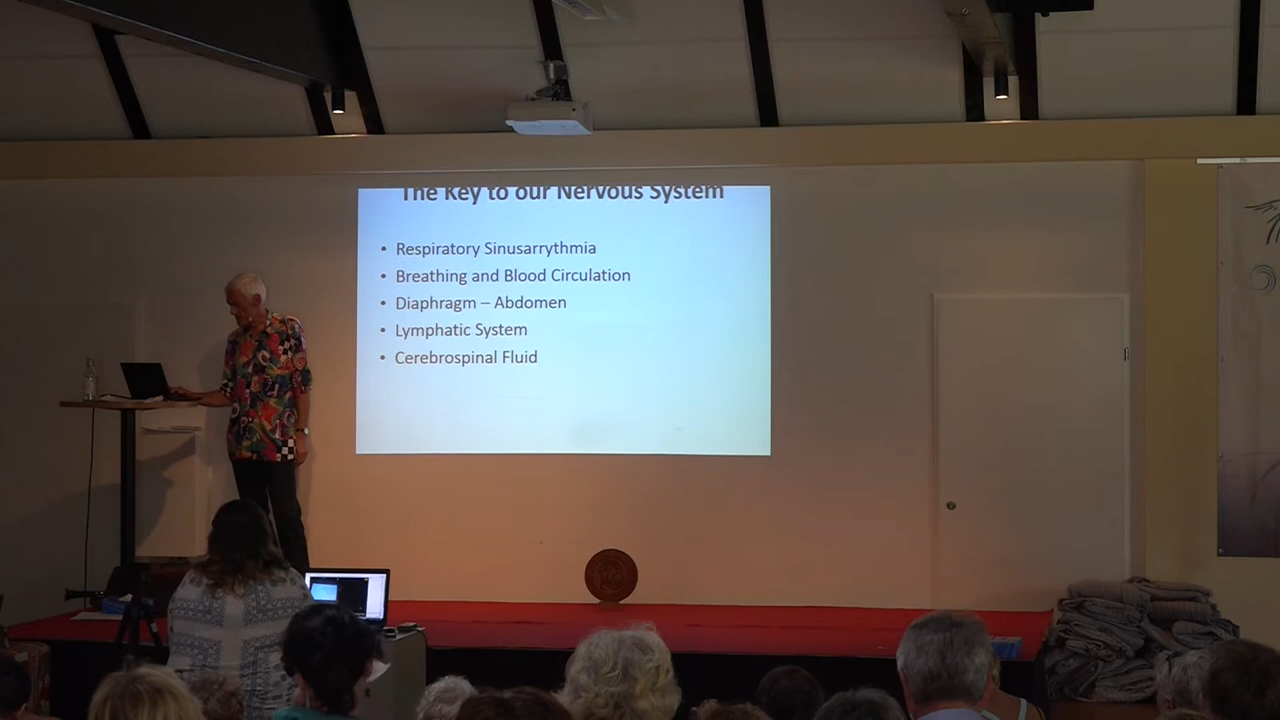 The Key to our Nervous System
• Respiratory Sinusarrythmia
• Breathing and Blood Circulation
• Diaphragm – Abdomen
• Lymphatic System
• Cerebrospinal Fluid